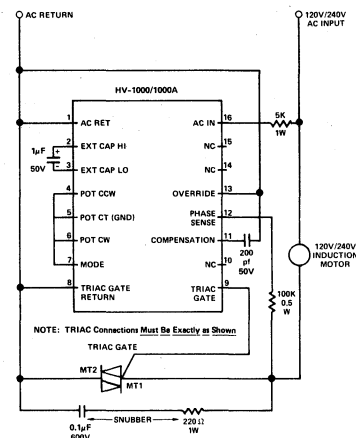 AC RETURN
120V/240V
AC INPUT
HV-1000/1000A
1 AC RET
AC IN 16
5K
1W
2 EXT CAP HI
NC 15
1µF
50V
+
–
3 EXT CAP LO
NC 14
4 POT CCW
OVERRIDE 13
5 POT CT (GND)
PHASE
SENSE 12
6 POT CW
COMPENSATION 11
200
pf
50V
7 MODE
NC 10
8 TRIAC GATE
RETURN
TRIAC
GATE 9
120V/240V
INDUCTION
MOTOR
100K
0.5
W
NOTE: TRIAC Connections Must Be Exactly as Shown
TRIAC GATE
MT2
MT1
SNUBBER
0.1µF
600V
220 Ω
1W